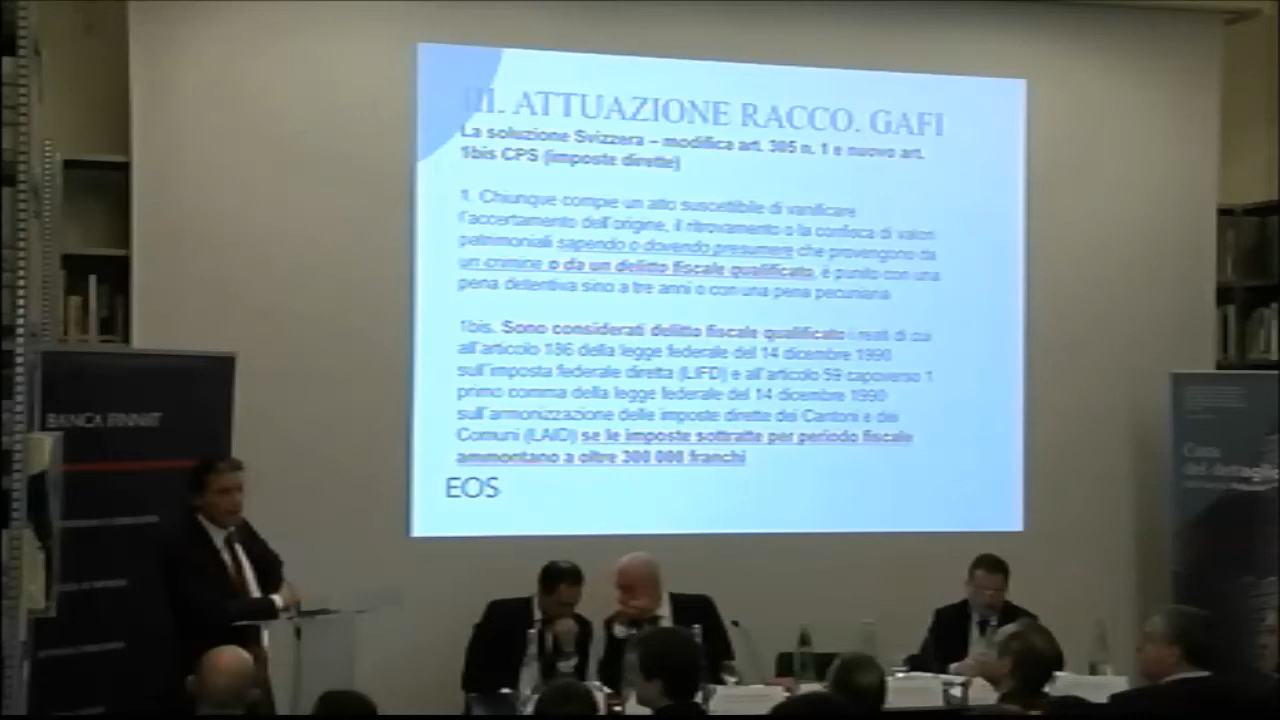 III. ATTUAZIONE RACCO. GAFI
La soluzione Svizzera – modifica art. 305 n. 1 e nuovo art.
1bis CPS (imposte dirette)
1. Chiunque compie un atto suscettibile di vanificare
l'accertamento dell'origine, il ritrovamento o la confisca di valori
patrimoniali sapendo o dovendo presumere che provengono da
un crimine o da un delitto fiscale qualificato, è punito con una
pena detentiva sino a tre anni o con una pena pecuniaria
1bis. Sono considerati delitto fiscale qualificato i reati di cui
all'articolo 186 della legge federale del 14 dicembre 1990
sull'imposta federale diretta (LIFD) e all'articolo 59 capoverso 1
primo comma della legge federale del 14 dicembre 1990
sull'armonizzazione delle imposte dirette dei Cantoni e dei
Comuni (LAID) se le imposte sottratte per periodo fiscale
ammontano a oltre 300 000 franchi
EOS
BANCA FINNAT